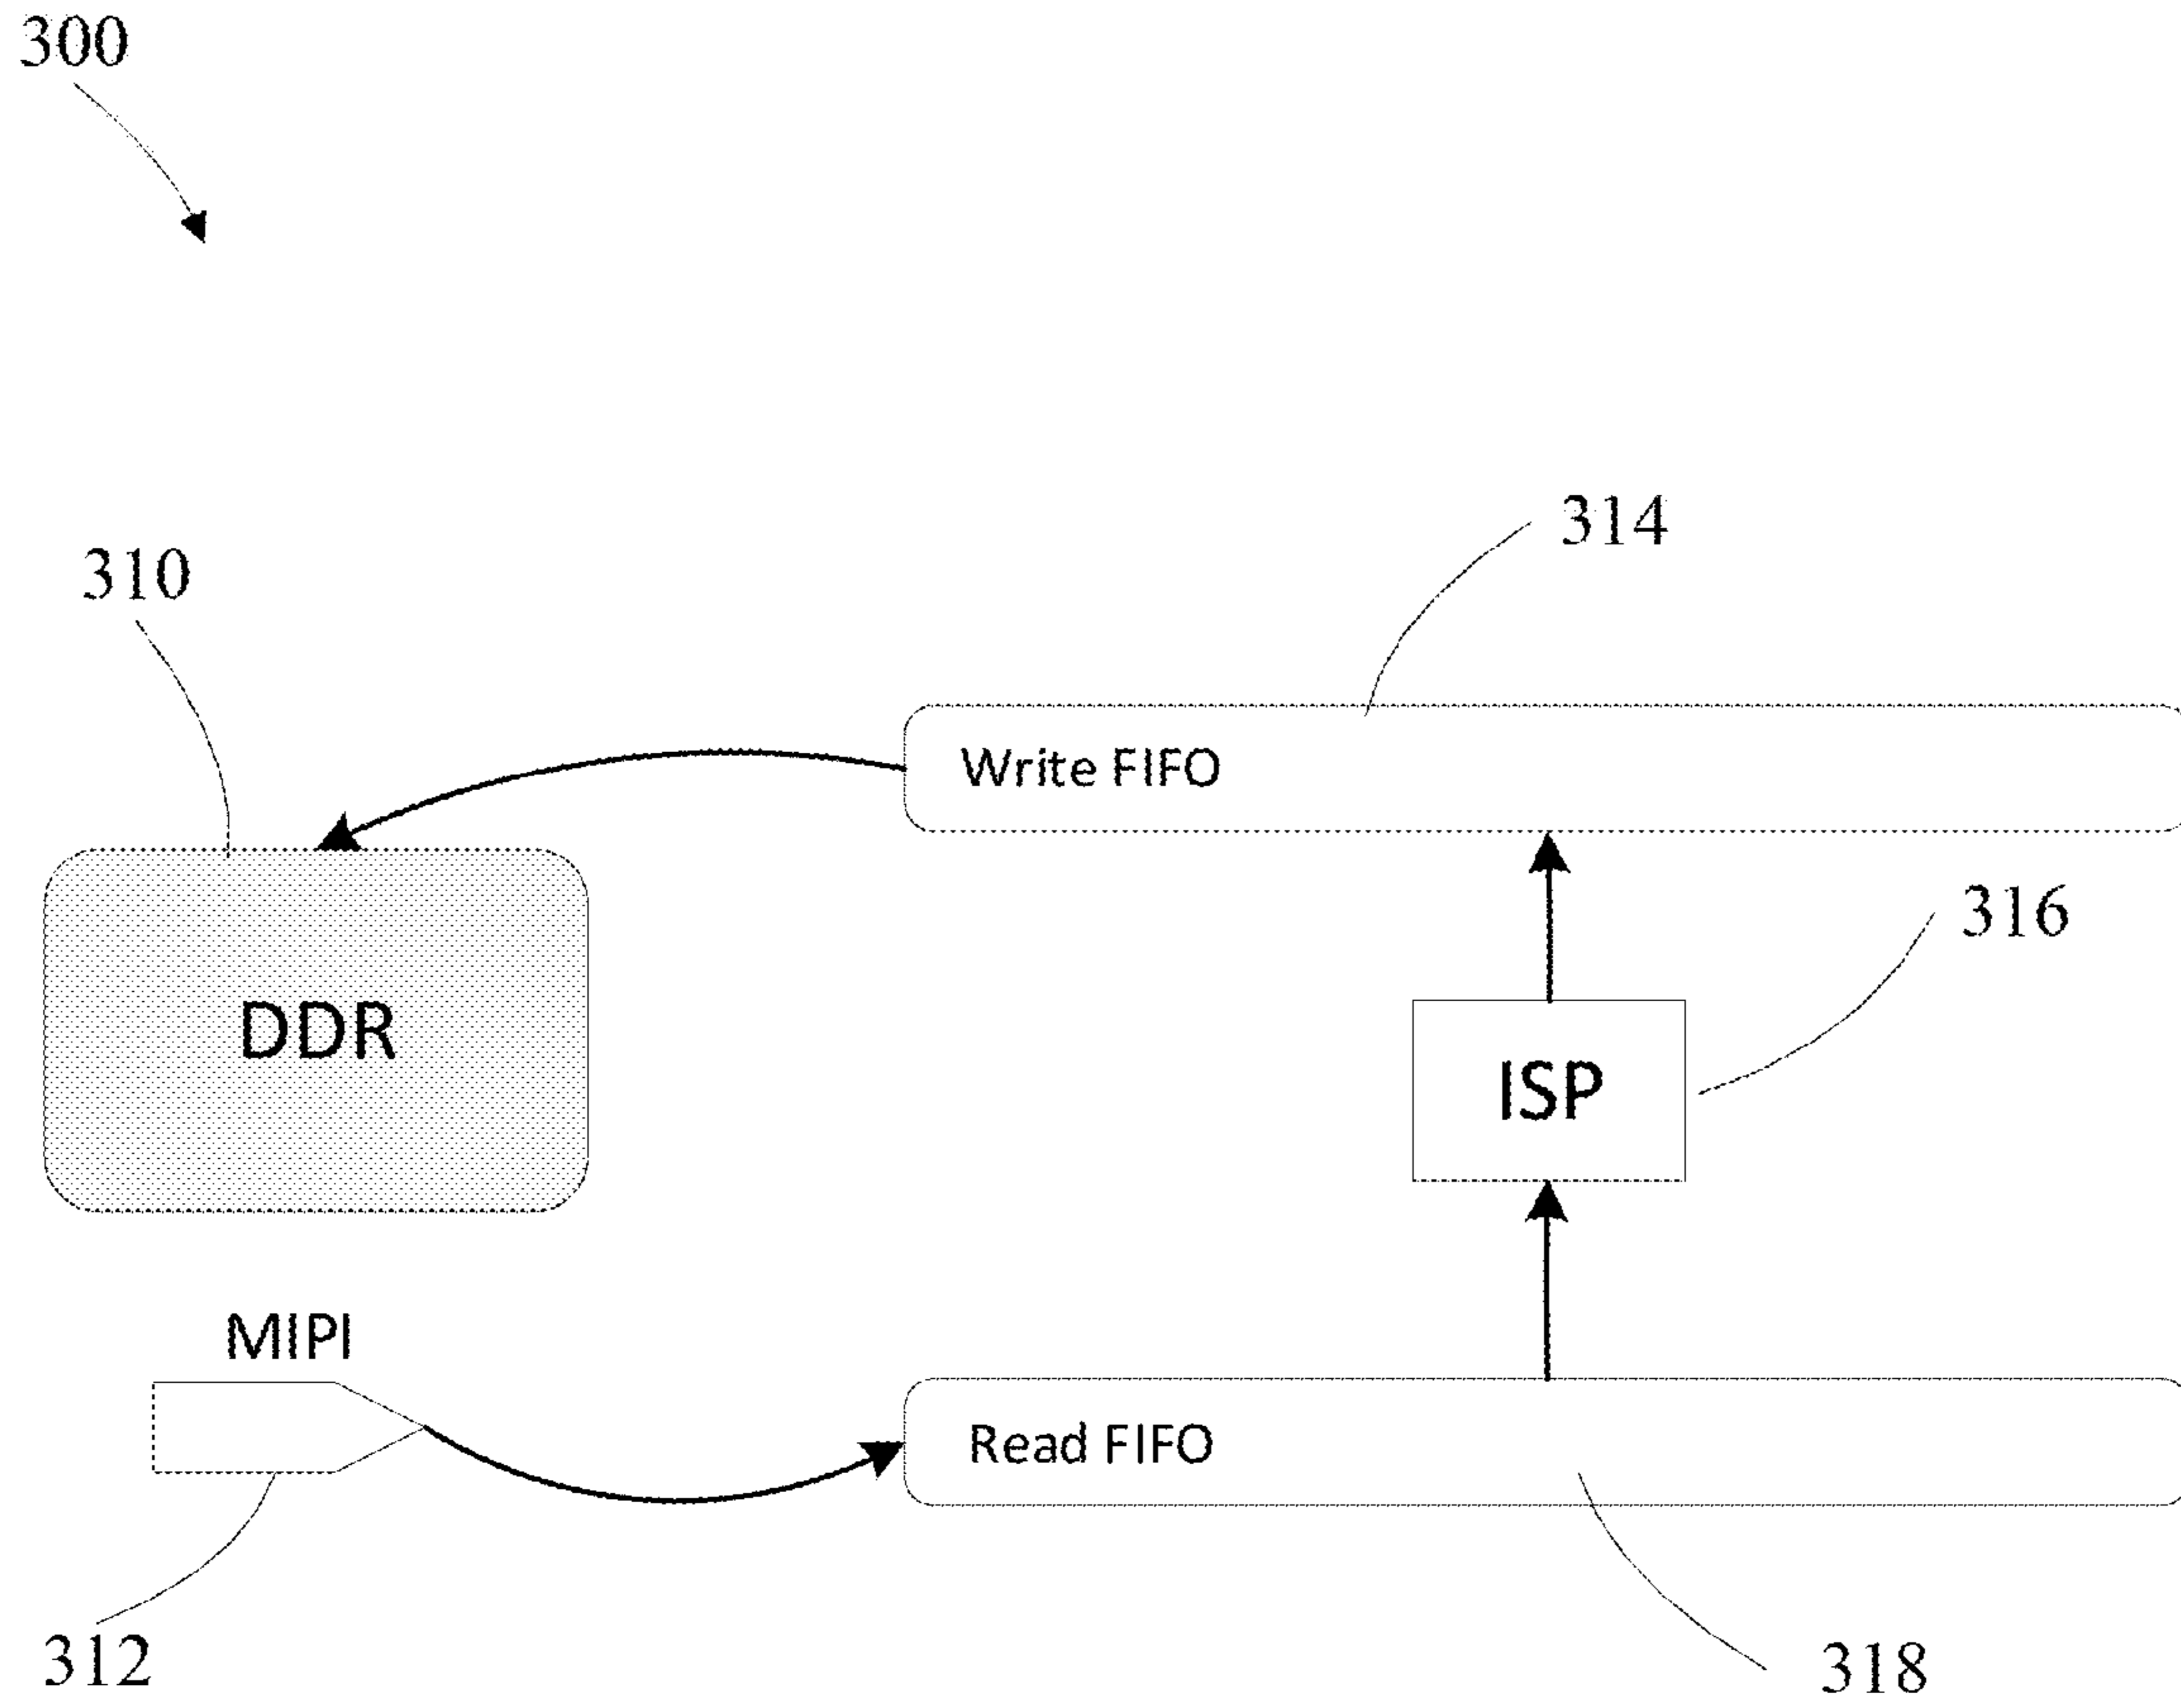 300
314
310
Write FIFO
316
DDR
ISP
MIPI
Read FIFO
312
318